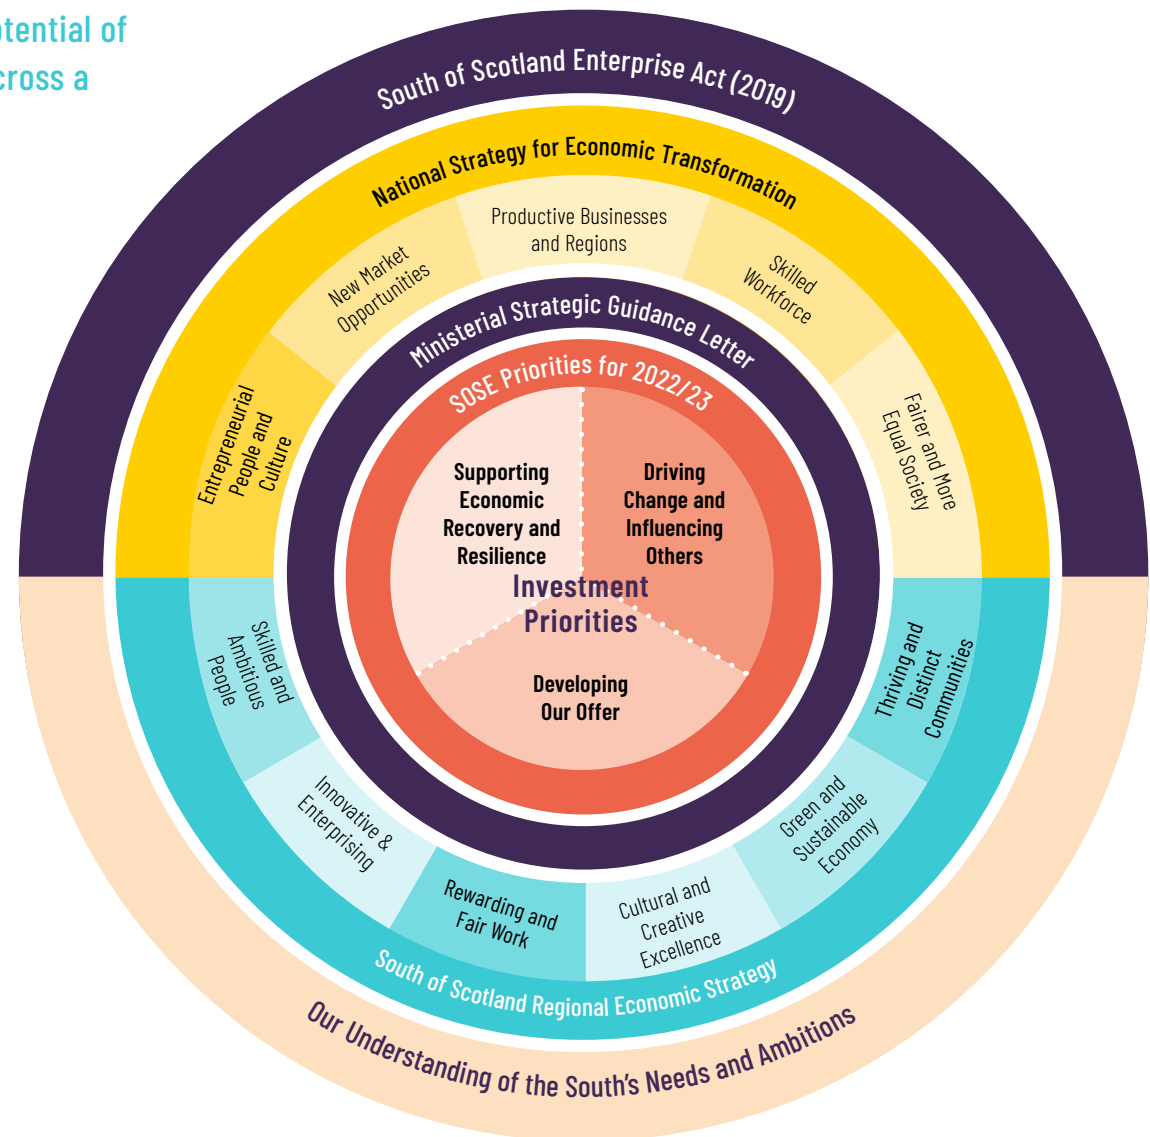 otential of
cross a
South of Scotland Enterprise Act (2019)
National Strategy for Economic Transformation
Productive Businesses
and Regions
New Market
Opportunities
Skilled
Workforce
Entrepreneurial
People and
Culture
Fairer and More
Equal Society
Ministerial Strategic Guidance Letter
SOSE Priorities for 2022/23
Supporting
Economic
Recovery and
Resilience
Driving
Change and
Influencing
Others
Investment
Priorities
Developing
Our Offer
Skilled and
Ambitious
People
Innovative &
Enterprising
Rewarding and
Fair Work
Cultural and
Creative
Excellence
Green and
Sustainable
Economy
Thriving and
Distinct
Communities
South of Scotland Regional Economic Strategy
Our Understanding of the South's Needs and Ambitions